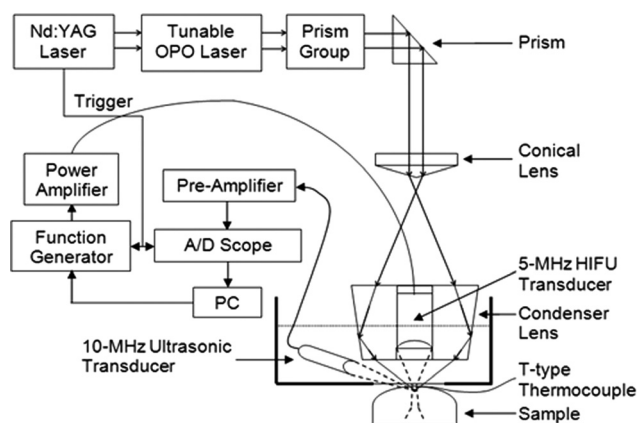 Nd:YAG
Laser
Tunable
OPO Laser
Prism
Group
Prism
Trigger
Power
Amplifier
Pre-Amplifier
Conical
Lens
Function
Generator
A/D Scope
PC
5-MHz HIFU
Transducer
Condenser
Lens
10-MHz Ultrasonic
Transducer
T-type
Thermocouple
Sample